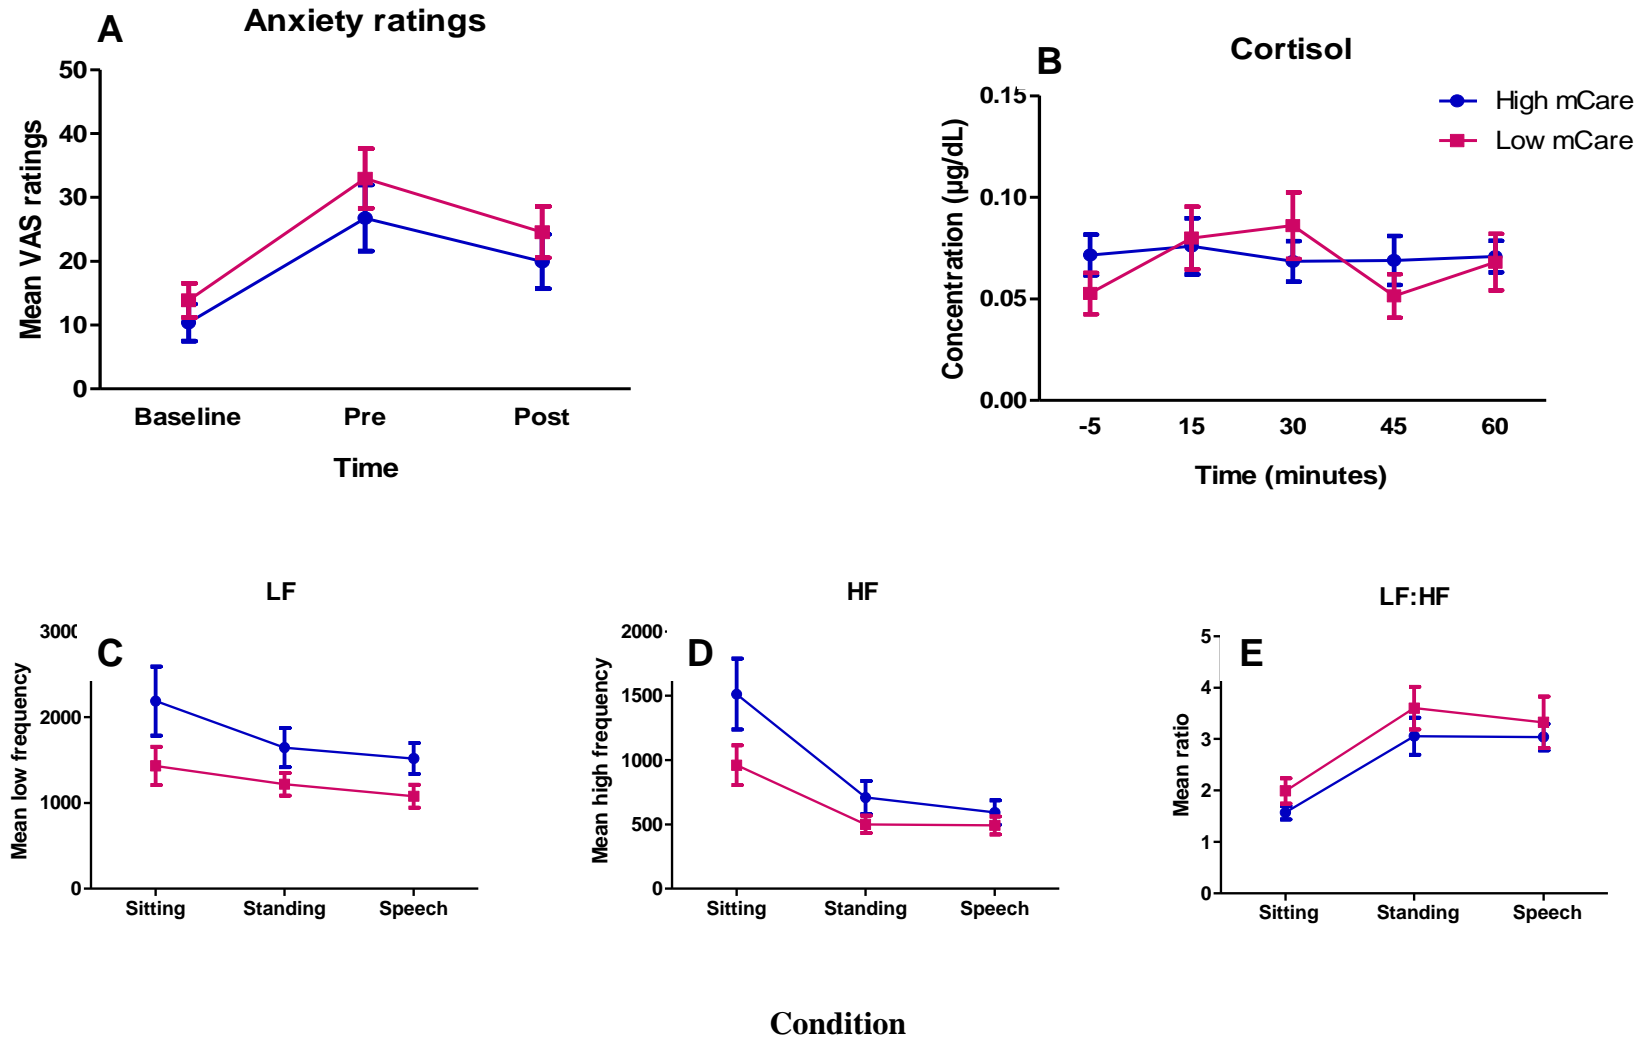 A
Anxiety ratings
50
40
30
20
10
0
Mean VAS ratings
Baseline Pre Post
Time
B
Cortisol
High mCare
Low mCare
0.15
0.10
0.05
0.00
Concentration (µg/dL)
-5 15 30 45 60
Time (minutes)
LF
C
3000
2000
1000
0
Mean low frequency
Sitting Standing Speech
HF
D
2000
1500
1000
500
0
Mean high frequency
Sitting Standing Speech
LF:HF
E
5
4
3
2
1
0
Mean ratio
Sitting Standing Speech
Condition